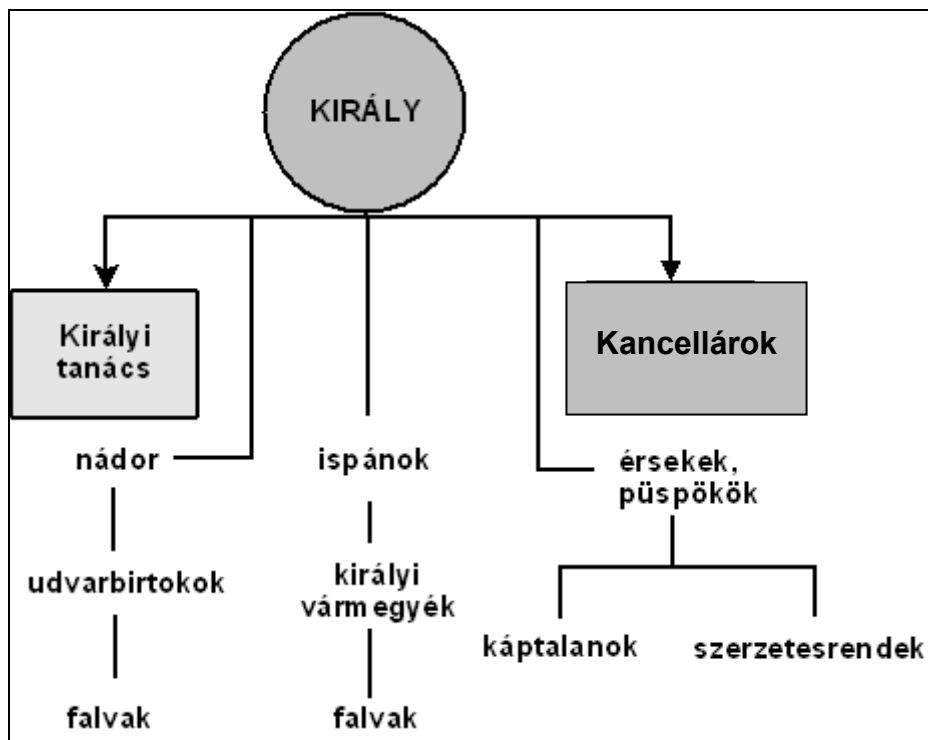 KIRÁLY
Királyi
tanács
Kancellárok
nádor
ispánok
érsekek,
püspökök
udvarbirtokok
királyi
vármegyék
káptalanok
szerzetesrendek
falvak
falvak